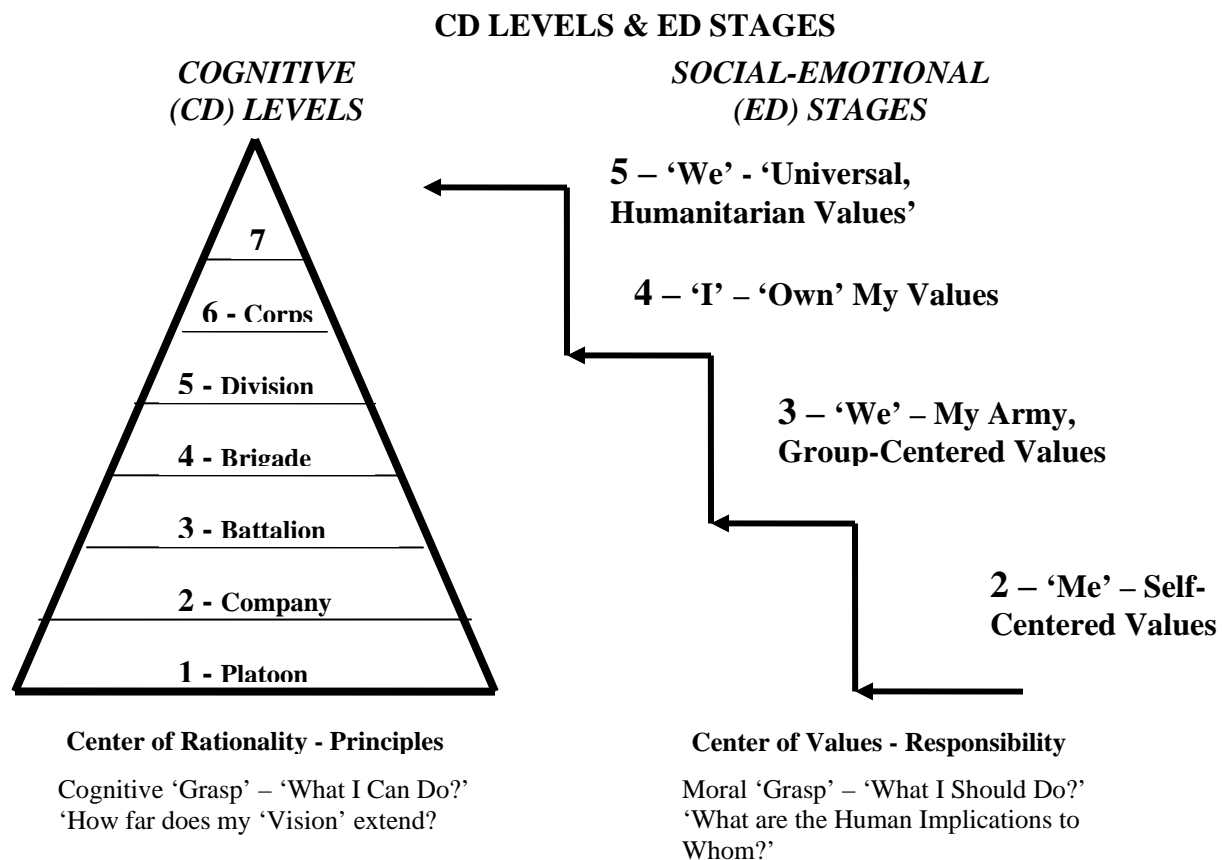 CD LEVELS & ED STAGES
COGNITIVE
(CD) LEVELS
7
6 - Corps
5 - Division
4 - Brigade
3 - Battalion
2 - Company
1 - Platoon
Center of Rationality - Principles
Cognitive ‘Grasp’ – ‘What I Can Do?’
‘How far does my ‘Vision’ extend?
SOCIAL-EMOTIONAL
(ED) STAGES
5 – ‘We’ - ‘Universal,
Humanitarian Values’
4 – ‘I’ – ‘Own’ My Values
3 – ‘We’ – My Army,
Group-Centered Values
2 – ‘Me’ – Self-
Centered Values
Center of Values - Responsibility
Moral ‘Grasp’ – ‘What I Should Do?’
‘What are the Human Implications to
Whom?’